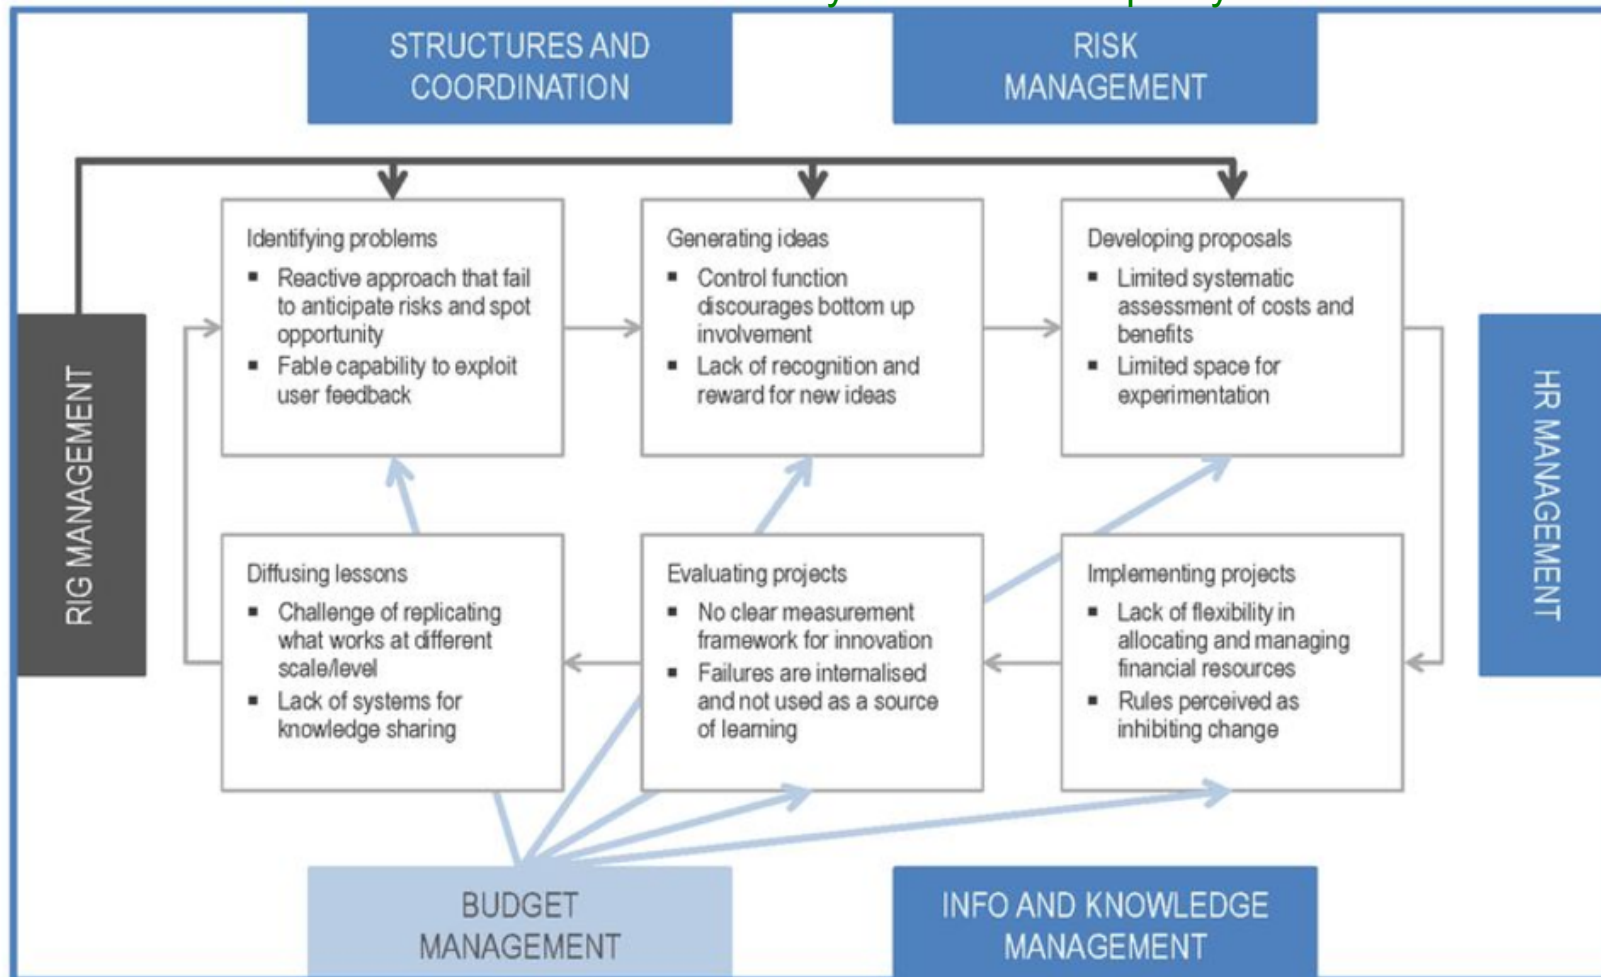 STRUCTURES AND
COORDINATION
RISK
MANAGEMENT
RIG MANAGEMENT
Identifying problems
▪ Reactive approach that fail
to anticipate risks and spot
opportunity
▪ Fable capability to exploit
user feedback
Generating ideas
▪ Control function
discourages bottom up
involvement
▪ Lack of recognition and
reward for new ideas
Developing proposals
▪ Limited systematic
assessment of costs and
benefits
▪ Limited space for
experimentation
HR MANAGEMENT
Diffusing lessons
▪ Challenge of replicating
what works at different
scale/level
▪ Lack of systems for
knowledge sharing
Evaluating projects
▪ No clear measurement
framework for innovation
▪ Failures are internalised
and not used as a source
of learning
Implementing projects
▪ Lack of flexibility in
allocating and managing
financial resources
▪ Rules perceived as
inhibiting change
BUDGET
MANAGEMENT
INFO AND KNOWLEDGE
MANAGEMENT